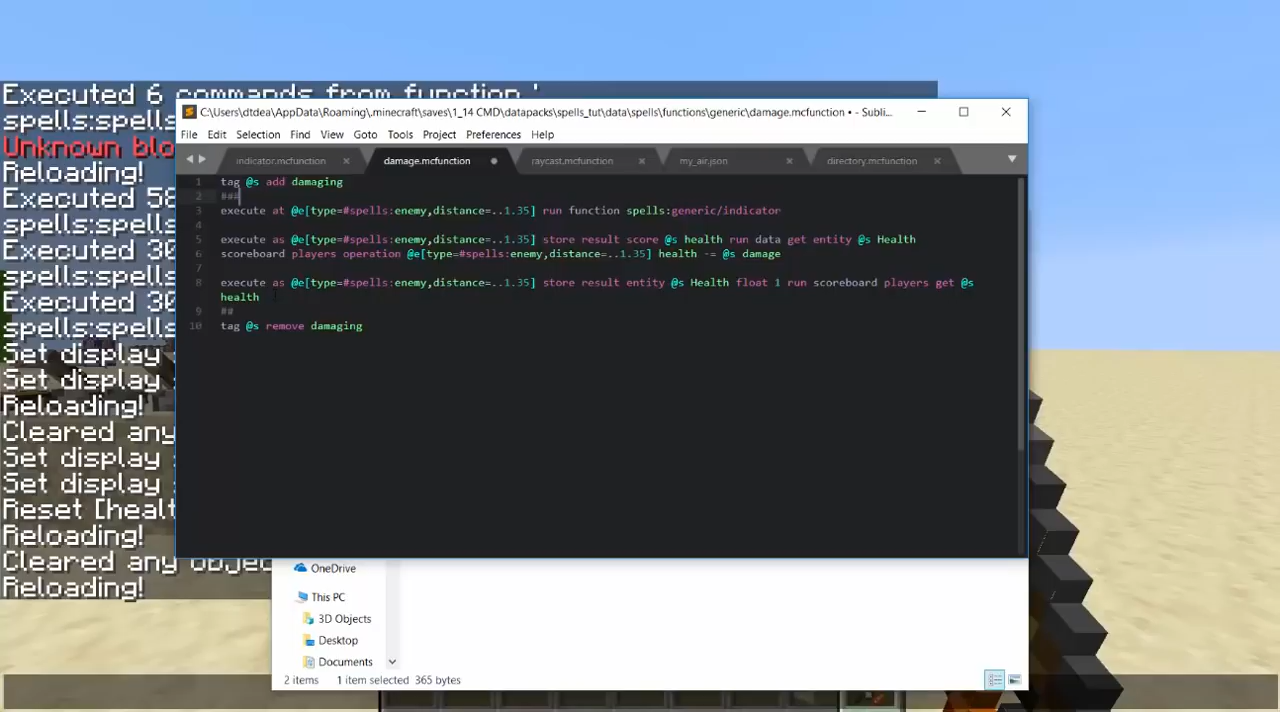 Executed 6 commands from function '
spells:spells
Unknown blo
Reloading!
Executed 58
spells:spells
Executed 30
spells:spells
Executed 30
spells:spells
Set display
Set display
Reloading!
Cleared any
Set display
Set display
Reset [healt
Reloading!
Cleared any objec
Reloading!
C:\Users\dtdea\AppData\Roaming\.minecraft\saves\1_14 CMD\datapacks\spells_tut\data\spells\functions\generic\damage.mcfunction • - Subli...
File Edit Selection Find View Goto Tools Project Preferences Help
indicator.mcfunction damage.mcfunction raycast.mcfunction my_air.json directory.mcfunction
1 tag @s add damaging
2 ###
3 execute at @e[type=#spells:enemy,distance=..1.35] run function spells:generic/indicator
4
5 execute as @e[type=#spells:enemy,distance=..1.35] store result score @s health run data get entity @s Health
6 scoreboard players operation @e[type=#spells:enemy,distance=..1.35] health -= @s damage
7
8 execute as @e[type=#spells:enemy,distance=..1.35] store result entity @s Health float 1 run scoreboard players get @s
health
9 ##
10 tag @s remove damaging
OneDrive
This PC
3D Objects
Desktop
Documents
2 items 1 item selected 365 bytes